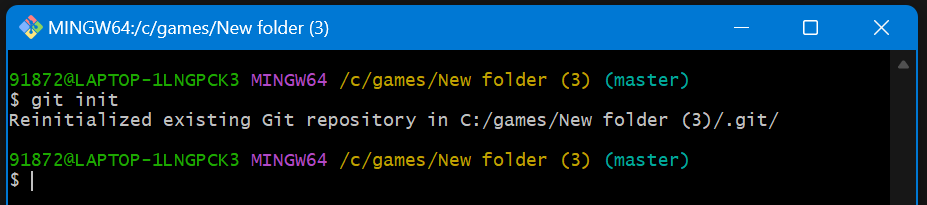 MINGW64:/c/games/New folder (3)
91872@LAPTOP-1LNGPCK3 MINGW64 /c/games/New folder (3) (master)
$ git init
Reinitialized existing Git repository in C:/games/New folder (3)/.git/
91872@LAPTOP-1LNGPCK3 MINGW64 /c/games/New folder (3) (master)
$